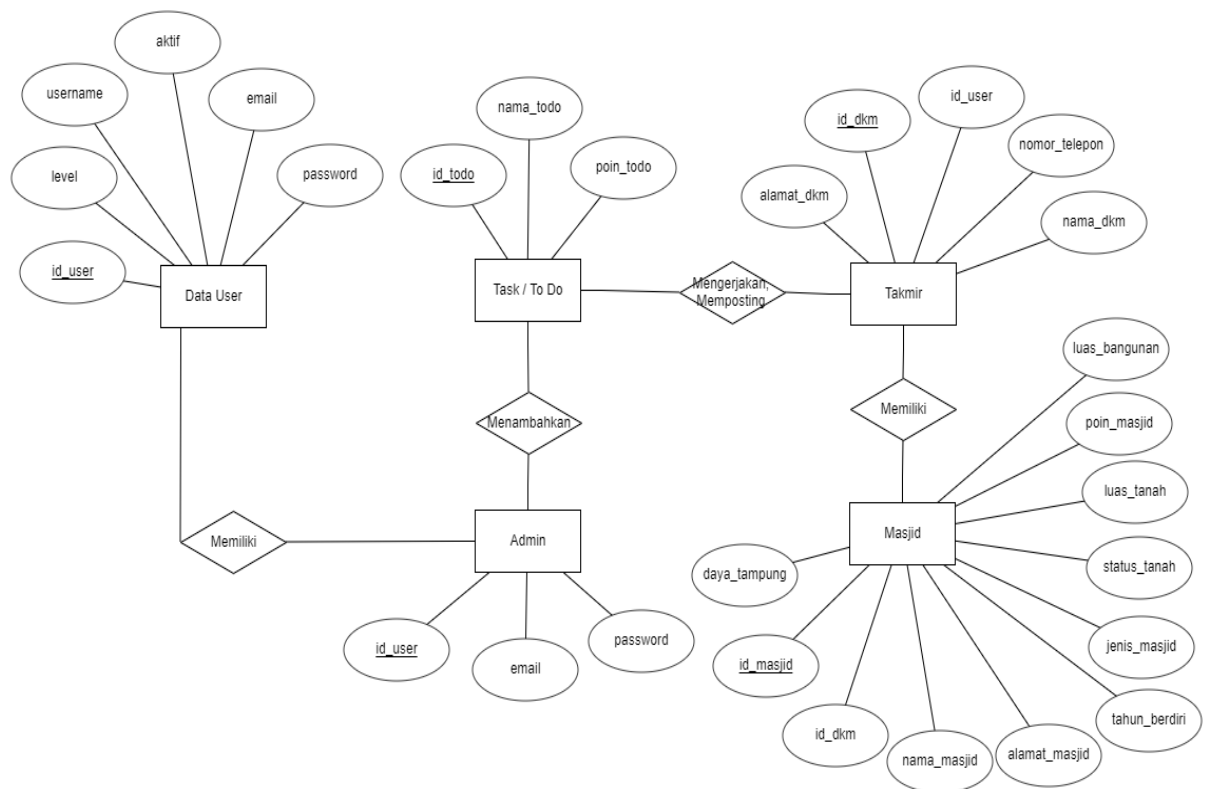 aktif
username
email
level
password
id_user
Data User
nama_todo
id_todo
poin_todo
Task / To Do
Mengerjakan,
Memposting
id_user
id_dkm
nomor_telepon
alamat_dkm
nama_dkm
Takmir
Menambahkan
Memiliki
Memiliki
Admin
id_user
email
password
Masjid
luas_bangunan
poin_masjid
luas_tanah
status_tanah
jenis_masjid
tahun_berdiri
alamat_masjid
nama_masjid
id_dkm
id_masjid
daya_tampung